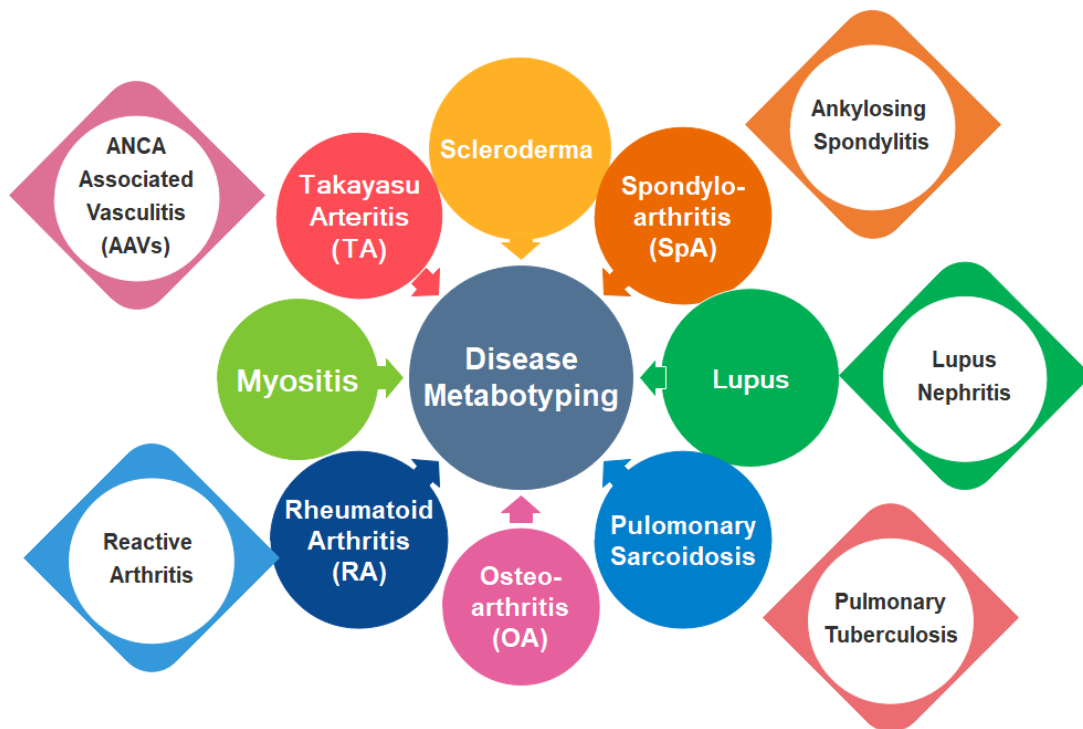 ANCA
Associated
Vasculitis
(AAVs)
Takayasu
Arteritis
(TA)
Scleroderma
Spondylo-
arthritis
(SpA)
Ankylosing
Spondylitis
Myositis
Disease
Metabotyping
Lupus
Lupus
Nephritis
Reactive
Arthritis
Rheumatoid
Arthritis
(RA)
Osteo-
arthritis
(OA)
Pulomonary
Sarcoidosis
Pulmonary
Tuberculosis